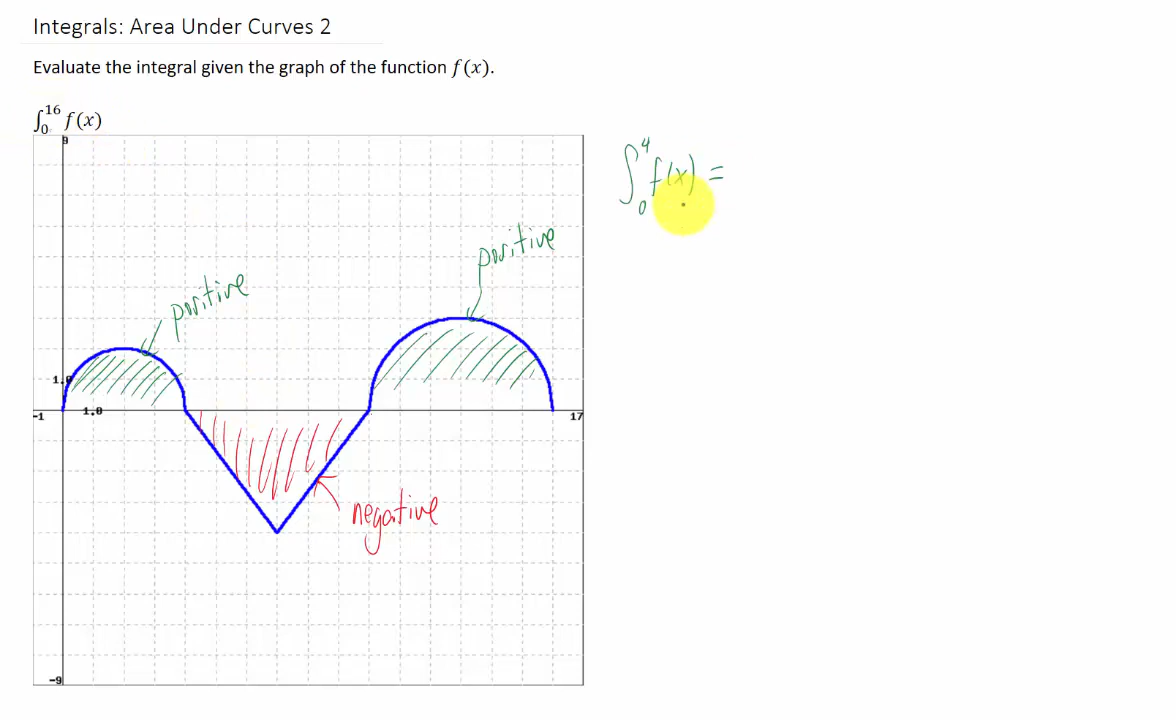 Integrals: Area Under Curves 2
Evaluate the integral given the graph of the function f(x).
∫₀¹⁶ f(x)
9
∫₀⁴ f(x) =
positive
positive
1.0
-1
1.0
17
negative
-9